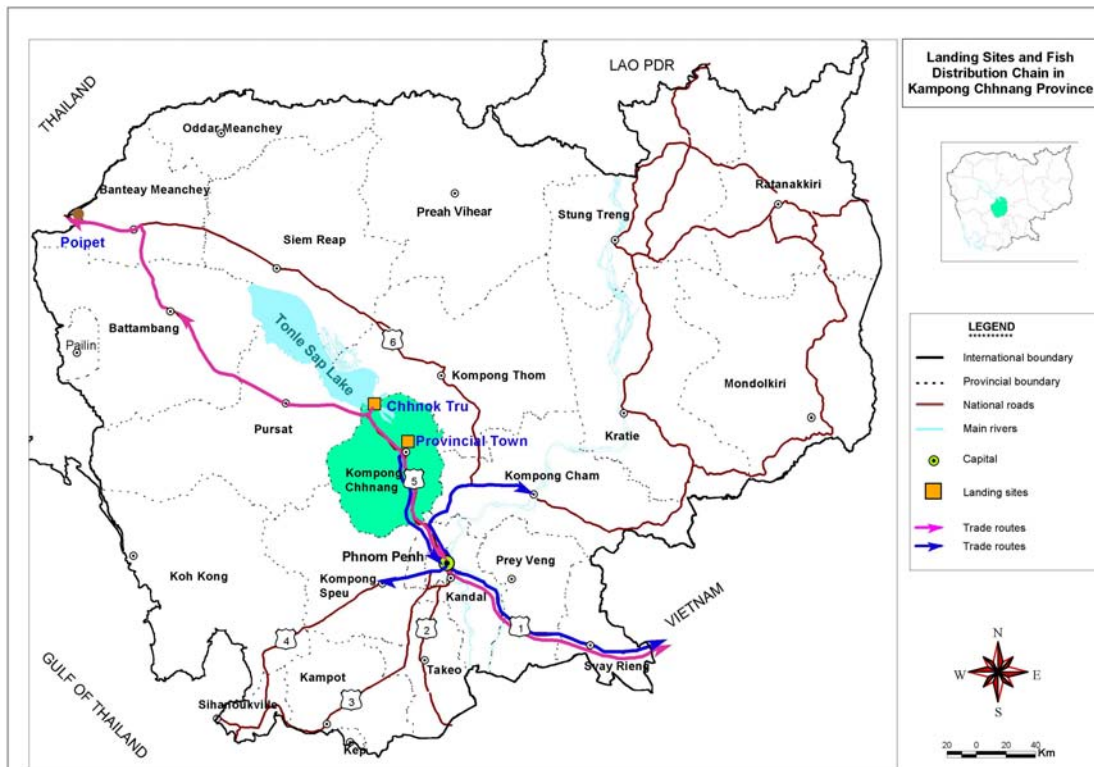 Landing Sites and Fish
Distribution Chain in
Kampong Chhnang Province
THAILAND
LAO PDR
Oddar Meanchey
Banteay Meanchey
Preah Vihear
Stung Treng
Ratanakkiri
Poipet
Siem Reap
Battambang
Pailin
Tonle Sap Lake
6
Kompong Thom
Mondolkiri
Chhnok Tru
Pursat
Provincial Town
Kratie
Kompong
Chhnang
5
Kompong Cham
Phnom Penh
Prey Veng
Koh Kong
Kompong
Speu
Kandal
1
VIETNAM
4
2
Svay Rieng
Takeo
Kampot
3
GULF OF THAILAND
Sihanoukville
Kep
LEGEND
**********
International boundary
Provincial boundary
National roads
Main rivers
Capital
Landing sites
Trade routes
Trade routes
N
W
E
S
20 0 20 40 Km